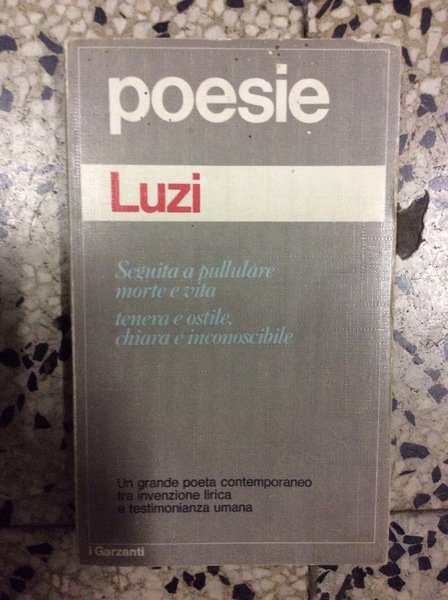 poesie
Luzi
Seguita a pullulare
morte e vita
tenera e ostile,
chiara e inconoscibile
Un grande poeta contemporaneo
tra invenzione lirica
e testimonianza umana
i Garzanti